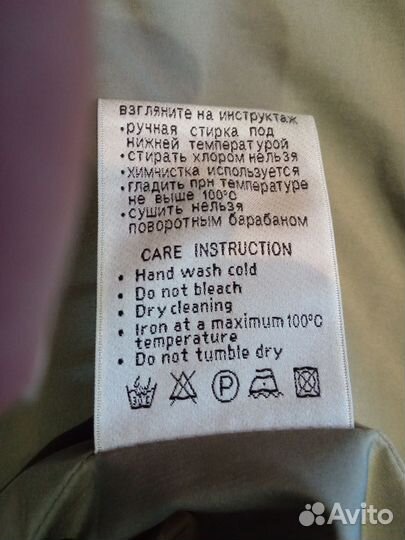 взгляните на инструктаж
•ручная стирка под
нижней температурой
•стирать хлором нельзя
•химчистка используется
•гладить прн температуре
не выше 100°c
•сушить нельзя
поворотным барабаном
CARE INSTRUCTION
• Hand wash cold
• Do not bleach
• Dry cleaning
• Iron at a maximum 100°C
temperature
• Do not tumble dry
P
Avito